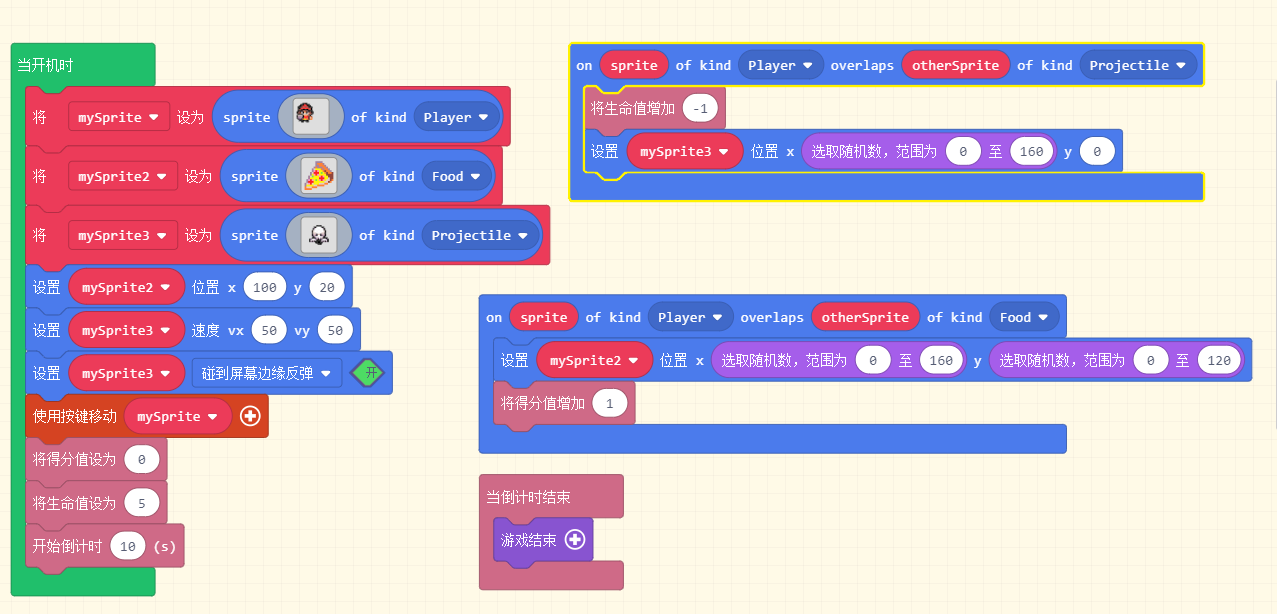 当开机时
将 mySprite 设为 sprite of kind Player
将 mySprite2 设为 sprite of kind Food
将 mySprite3 设为 sprite of kind Projectile
设置 mySprite2 位置 x 100 y 20
设置 mySprite3 速度 vx 50 vy 50
设置 mySprite3 碰到屏幕边缘反弹 开
使用按键移动 mySprite
将得分值设为 0
将生命值设为 5
开始倒计时 10 (s)
on sprite of kind Player overlaps otherSprite of kind Projectile
将生命值增加 -1
设置 mySprite3 位置 x 选取随机数，范围为 0 至 160 y 0
on sprite of kind Player overlaps otherSprite of kind Food
设置 mySprite2 位置 x 选取随机数，范围为 0 至 160 y 选取随机数，范围为 0 至 120
将得分值增加 1
当倒计时结束
游戏结束